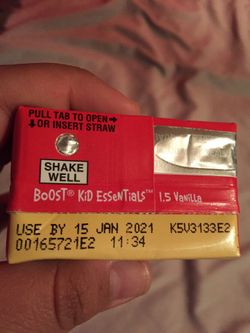 PULL TAB TO OPEN→
↓OR INSERT STRAW
SHAKE
WELL
BOOST® KiD ESSENTiALS™ 1.5 Vanilla
USE BY 15 JAN 2021 K5V3133E2
00165721E2 11:34